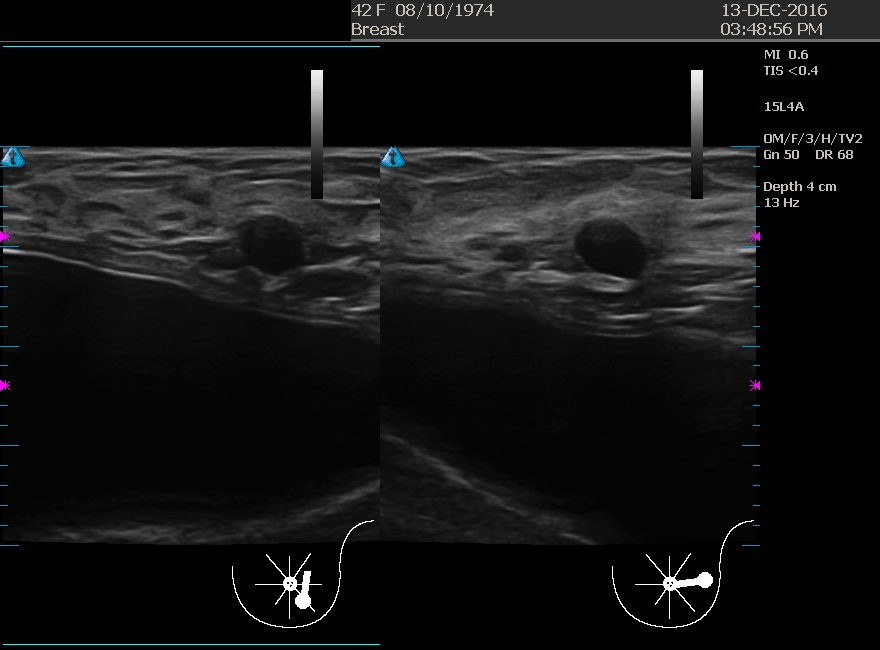 42 F 08/10/1974
Breast
13-DEC-2016
03:48:56 PM
MI 0.6
TIS <0.4
15L4A
OM/F/3/H/TV2
Gn 50 DR 68
Depth 4 cm
13 Hz